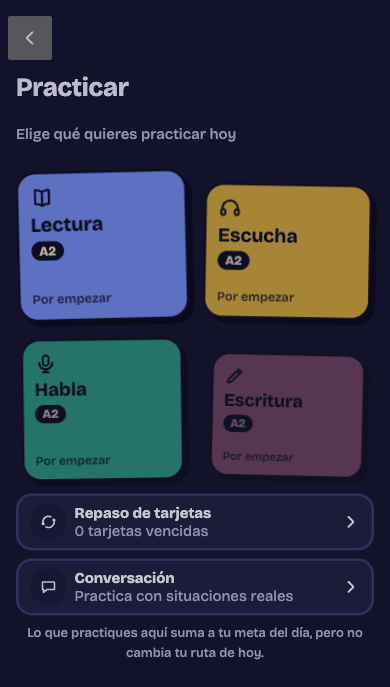 Practicar
Elige qué quieres practicar hoy
Lectura
A2
Por empezar
Escucha
A2
Por empezar
Habla
A2
Por empezar
Escritura
A2
Por empezar
Repaso de tarjetas
0 tarjetas vencidas
Conversación
Practica con situaciones reales
Lo que practiques aquí suma a tu meta del día, pero no
cambia tu ruta de hoy.